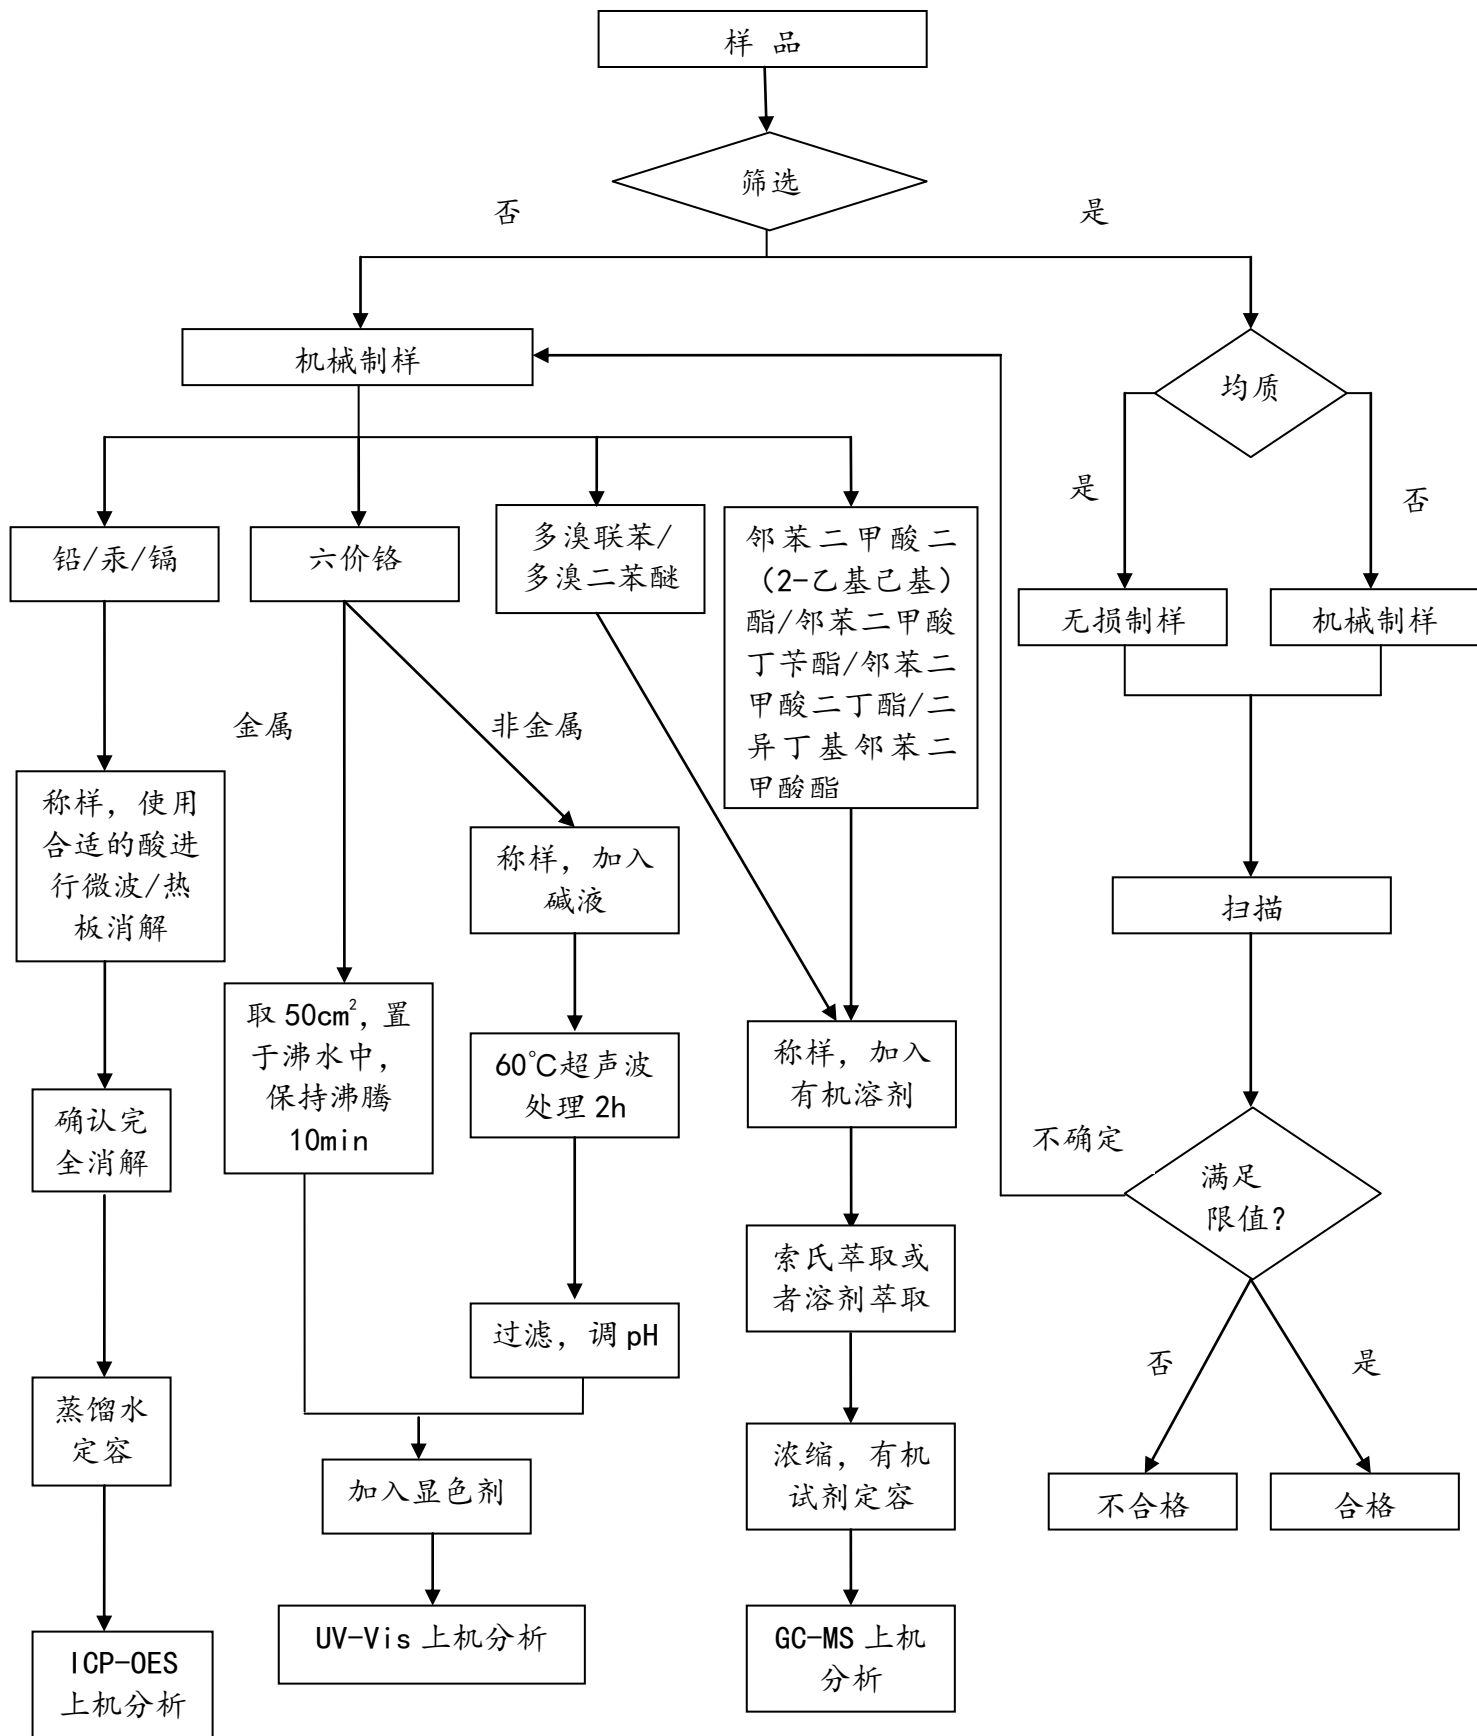 样 品
筛选
否
是
机械制样
均质
是
否
铅/汞/镉
六价铬
多溴联苯/
多溴二苯醚
邻苯二甲酸二
（2-乙基己基）
酯/邻苯二甲酸
丁苄酯/邻苯二
甲酸二丁酯/二
异丁基邻苯二
甲酸酯
无损制样
机械制样
金属
非金属
称样，使用
合适的酸进
行微波/热
板消解
称样，加入
碱液
扫描
取 50cm²，置
于沸水中，
保持沸腾
10min
60℃超声波
处理 2h
称样，加入
有机溶剂
确认完
全消解
不确定
满足
限值？
索氏萃取或
者溶剂萃取
过滤，调 pH
否
是
蒸馏水
定容
浓缩，有机
试剂定容
加入显色剂
不合格
合格
UV-Vis 上机分析
GC-MS 上机
分析
ICP-OES
上机分析